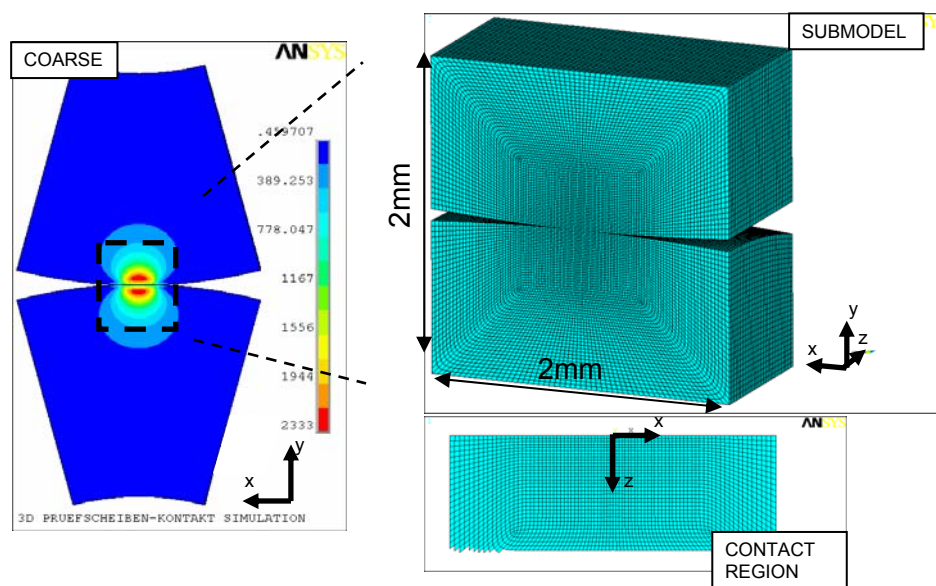 COARSE
ANSYS
.459707
389.253
778.047
1167
1556
1944
2333
y
x
3D PRUEFSCHEIBEN-KONTAKT SIMULATION
SUBMODEL
2mm
2mm
y
z
x
ANSYS
x
z
CONTACT
REGION